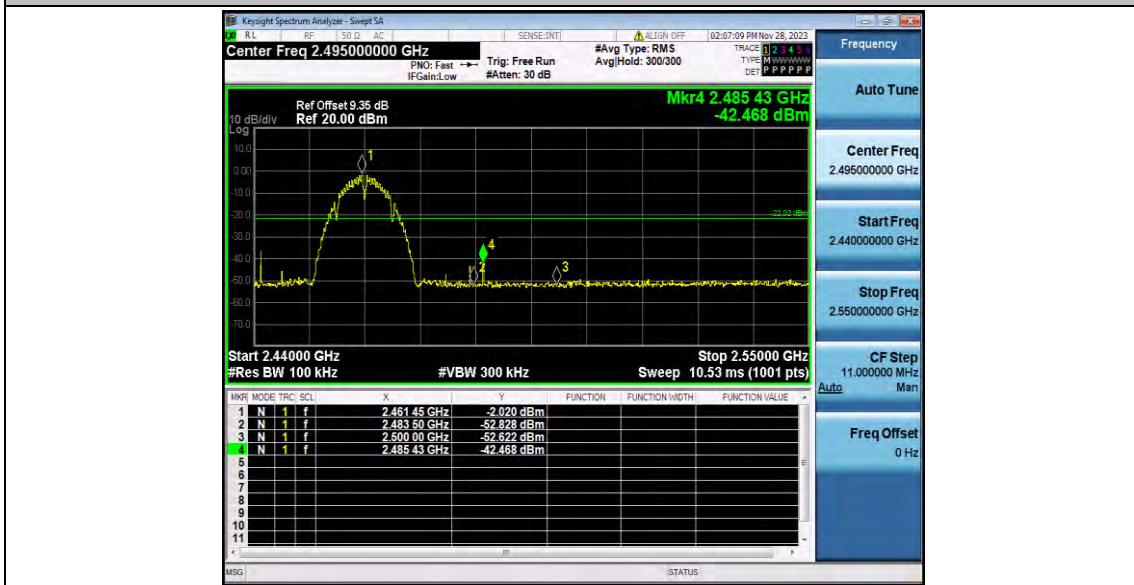 Keysight Spectrum Analyzer - Swept SA
RL RF 50 Ω AC SENSE:INT ALIGN OFF 02:07:09 PM Nov 28, 2023
Center Freq 2.495000000 GHz
PNO: Fast
IFGain:Low
Trig: Free Run
#Atten: 30 dB
#Avg Type: RMS
Avg|Hold: 300/300
TRACE 1 2 3 4 5 6
TYPE M
DET P P P P P P
Frequency
Auto Tune
Center Freq
2.495000000 GHz
Start Freq
2.440000000 GHz
Stop Freq
2.550000000 GHz
CF Step
11.000000 MHz
Auto Man
Freq Offset
0 Hz
Mkr4 2.485 43 GHz
-42.468 dBm
Ref Offset 9.35 dB
10 dB/div Ref 20.00 dBm
Log
10.0
0.00
-10.0
-20.0
-30.0
-40.0
-50.0
-60.0
-70.0
1
2
3
4
-22.02 dBm
Start 2.44000 GHz Stop 2.55000 GHz
#Res BW 100 kHz #VBW 300 kHz Sweep 10.53 ms (1001 pts)
MKR MODE TRC SCL X Y FUNCTION FUNCTION WIDTH FUNCTION VALUE
1 N 1 f 2.461 45 GHz -2.020 dBm
2 N 1 f 2.483 50 GHz -52.828 dBm
3 N 1 f 2.500 00 GHz -52.622 dBm
4 N 1 f 2.485 43 GHz -42.468 dBm
5
6
7
8
9
10
11
MSG STATUS